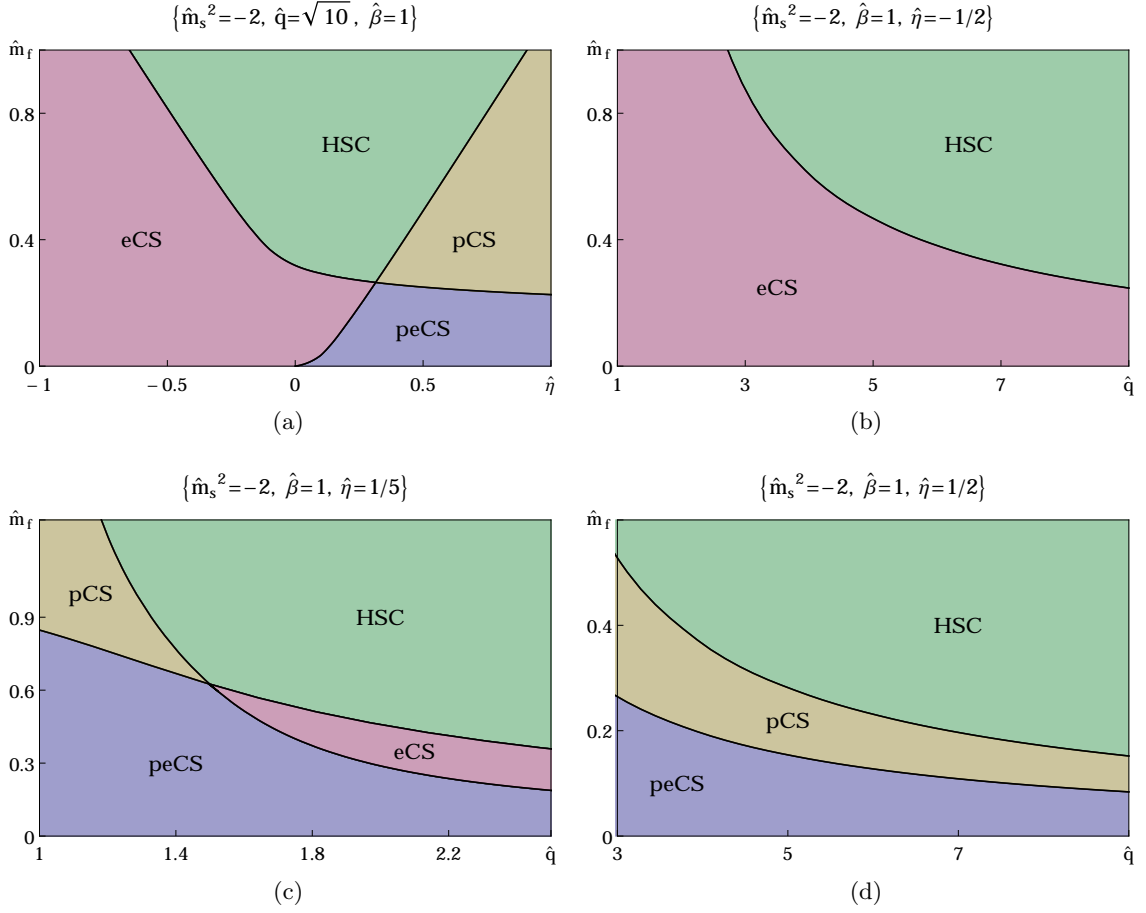 {m̂ₛ²=−2, q̂=√10, β̂=1}
m̂f
0.8
0.4
0
HSC
eCS
pCS
peCS
−1
−0.5
0
0.5
η̂
(a)
{m̂ₛ²=−2, β̂=1, η̂=−1/2}
m̂f
0.8
0.4
0
HSC
eCS
1
3
5
7
q̂
(b)
{m̂ₛ²=−2, β̂=1, η̂=1/5}
m̂f
0.9
0.6
0.3
0
pCS
HSC
eCS
peCS
1
1.4
1.8
2.2
q̂
(c)
{m̂ₛ²=−2, β̂=1, η̂=1/2}
m̂f
0.4
0.2
0
HSC
pCS
peCS
3
5
7
q̂
(d)